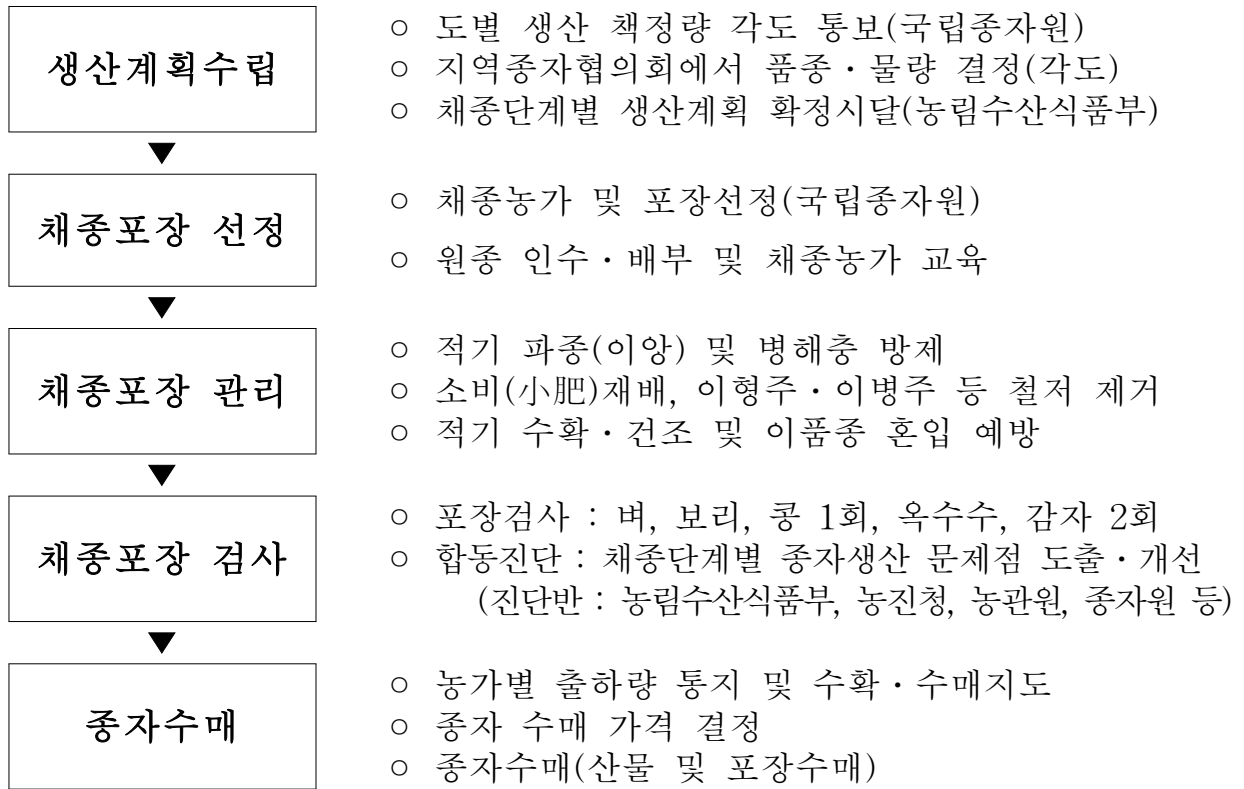 생산계획수립
○ 도별 생산 책정량 각도 통보(국립종자원)
○ 지역종자협의회에서 품종・물량 결정(각도)
○ 채종단계별 생산계획 확정시달(농림수산식품부)
▼
채종포장 선정
○ 채종농가 및 포장선정(국립종자원)
○ 원종 인수・배부 및 채종농가 교육
▼
채종포장 관리
○ 적기 파종(이앙) 및 병해충 방제
○ 소비(小肥)재배, 이형주・이병주 등 철저 제거
○ 적기 수확・건조 및 이품종 혼입 예방
▼
채종포장 검사
○ 포장검사 : 벼, 보리, 콩 1회, 옥수수, 감자 2회
○ 합동진단 : 채종단계별 종자생산 문제점 도출・개선
(진단반 : 농림수산식품부, 농진청, 농관원, 종자원 등)
▼
종자수매
○ 농가별 출하량 통지 및 수확・수매지도
○ 종자 수매 가격 결정
○ 종자수매(산물 및 포장수매)